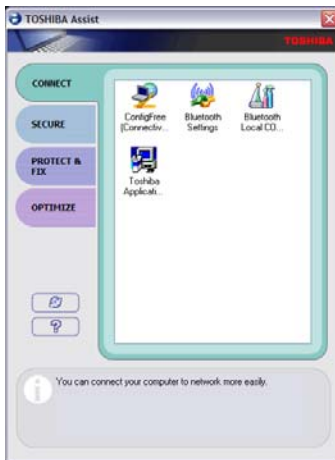 TOSHIBA Assist
TOSHIBA
CONNECT
SECURE
PROTECT &
FIX
OPTIMIZE
ConfigFree
(Connectiv...
Bluetooth
Settings
Bluetooth
Local CO...
Toshiba
Applicati...
?
i
You can connect your computer to network more easily.